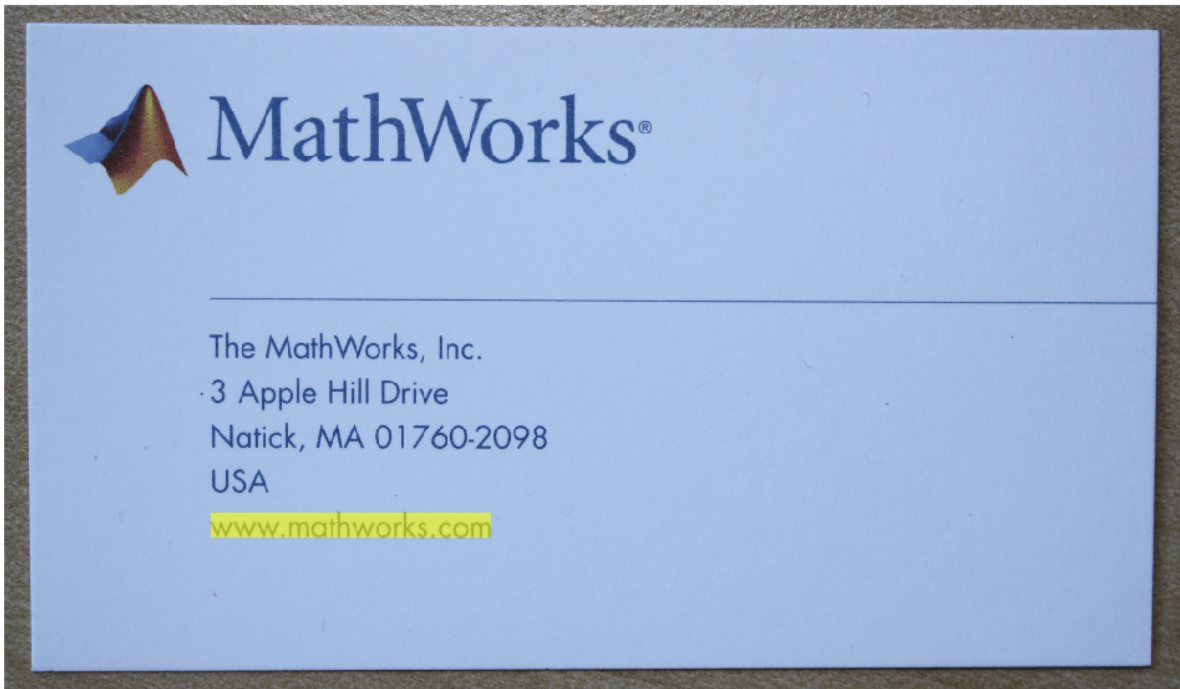 MathWorks®
The MathWorks, Inc.
3 Apple Hill Drive
Natick, MA 01760-2098
USA
www.mathworks.com